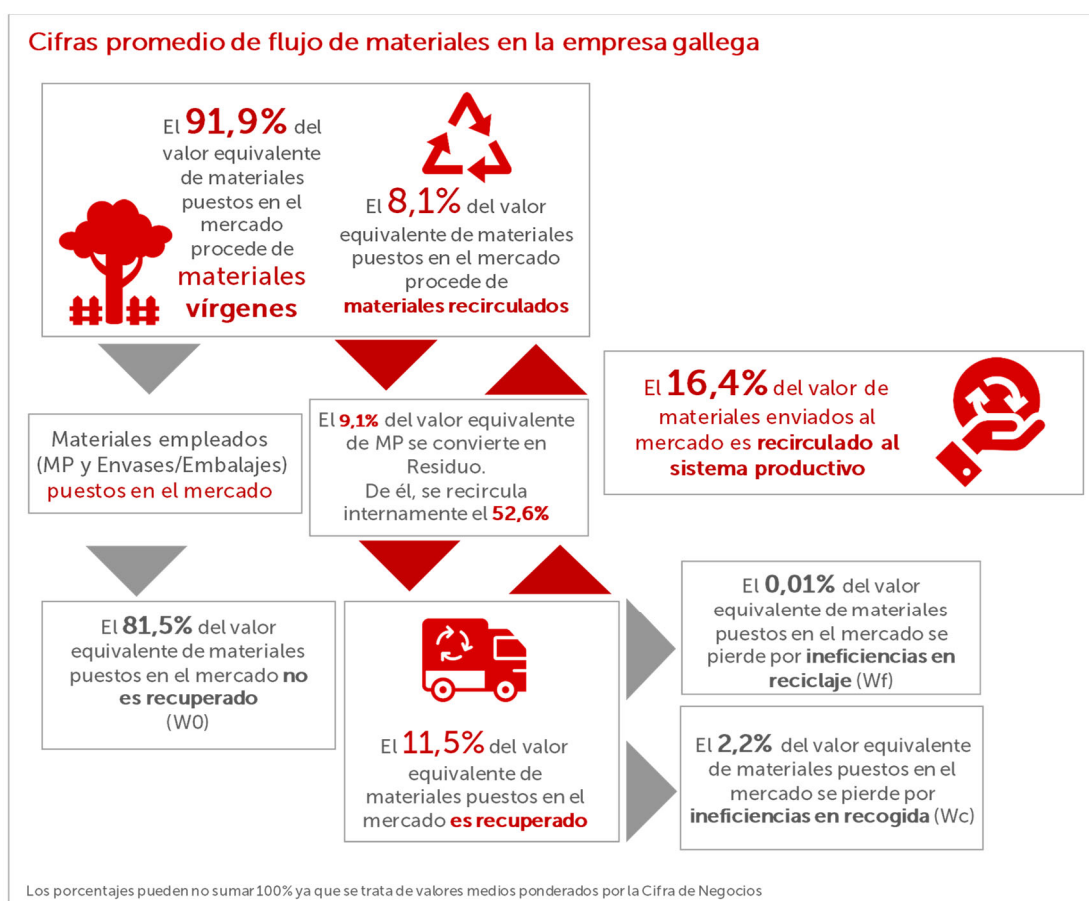 Cifras promedio de flujo de materiales en la empresa gallega
El 91,9% del
valor equivalente
de materiales
puestos en el
mercado
procede de
materiales
vírgenes
El 8,1% del valor
equivalente de materiales
puestos en el mercado
procede de
materiales recirculados
Materiales empleados
(MP y Envases/Embalajes)
puestos en el mercado
El 9,1% del valor equivalente
de MP se convierte en
Residuo.
De él, se recircula
internamente el 52,6%
El 16,4% del valor de
materiales enviados al
mercado es recirculado al
sistema productivo
El 81,5% del valor
equivalente de materiales
puestos en el mercado no
es recuperado
(W0)
El 11,5% del valor
equivalente de
materiales puestos en el
mercado es recuperado
El 0,01% del valor
equivalente de materiales
puestos en el mercado se
pierde por ineficiencias en
reciclaje (Wf)
El 2,2% del valor equivalente
de materiales puestos en el
mercado se pierde por
ineficiencias en recogida (Wc)
Los porcentajes pueden no sumar 100% ya que se trata de valores medios ponderados por la Cifra de Negocios